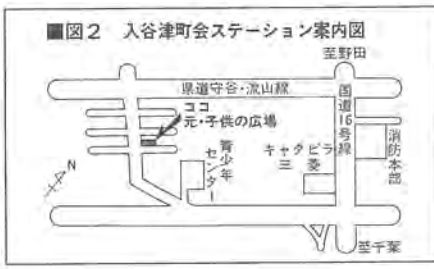 ■図2 入谷津町会ステーション案内図
至野田
県道守谷・流山線
国道16号線
ココ
元・子供の広場
青少年
センター
キャタピラ
三菱
消防本部
N
至千葉